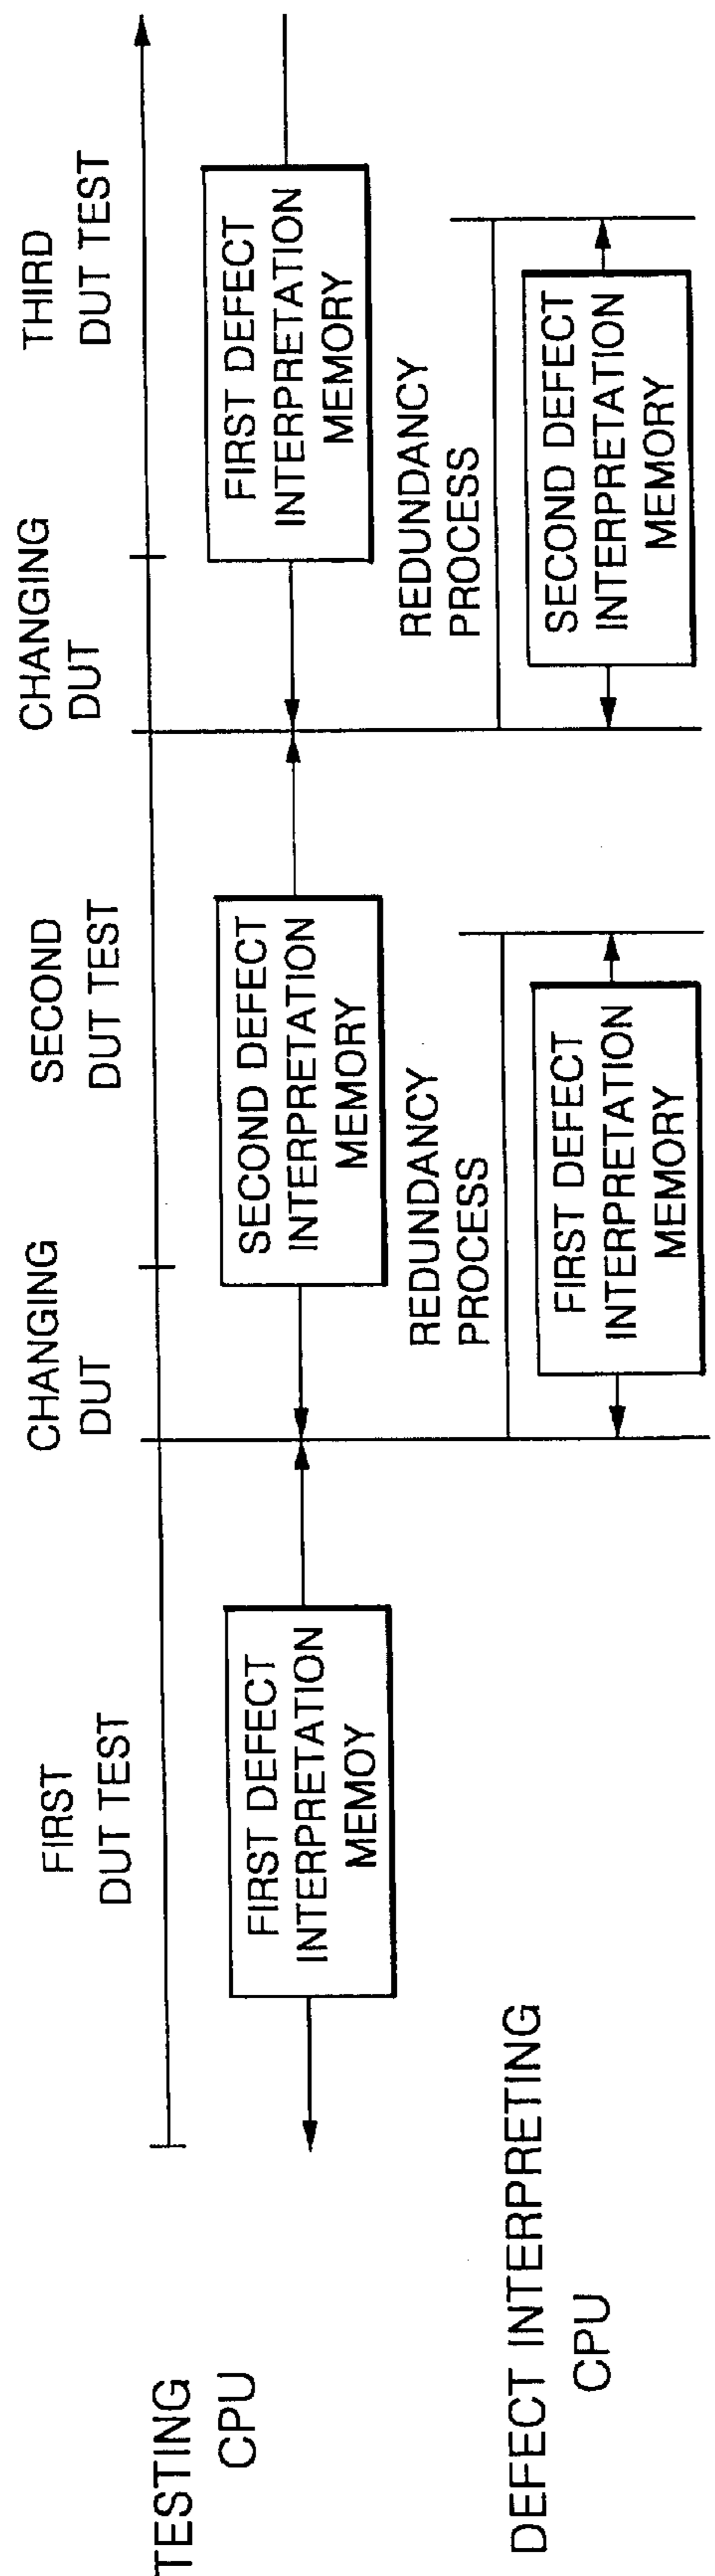 FIRST
DUT TEST
CHANGING
DUT
SECOND
DUT TEST
CHANGING
DUT
THIRD
DUT TEST
TESTING
CPU
FIRST DEFECT
INTERPRETATION
MEMOY
SECOND DEFECT
INTERPRETATION
MEMORY
FIRST DEFECT
INTERPRETATION
MEMORY
DEFECT INTERPRETING
CPU
REDUNDANCY
PROCESS
FIRST DEFECT
INTERPRETATION
MEMORY
REDUNDANCY
PROCESS
SECOND DEFECT
INTERPRETATION
MEMORY